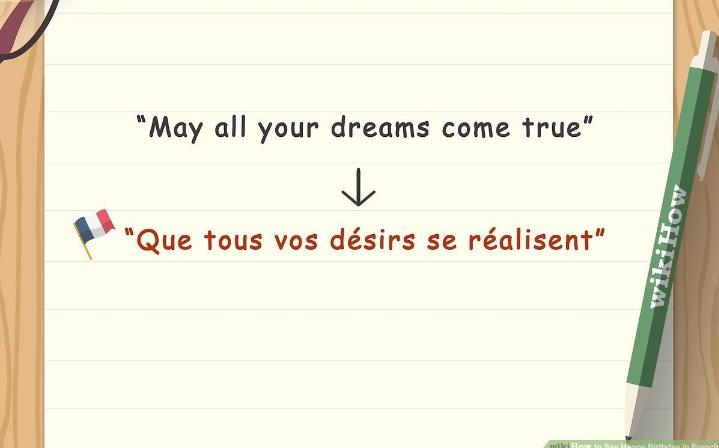 “May all your dreams come true”
“Que tous vos désirs se réalisent”
wikiHow
wikiHow to Say Happy Birthday in French